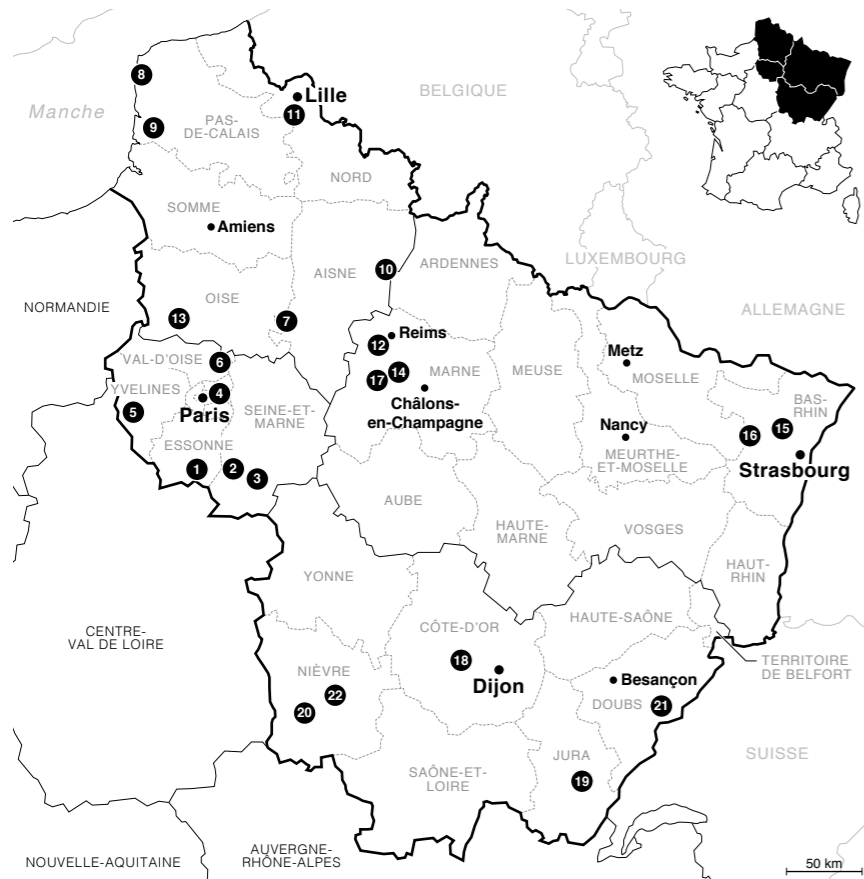 8
Lille
BELGIQUE
Manche
11
9
PAS-
DE-CALAIS
NORD
SOMME
Amiens
10
ARDENNES
LUXEMBOURG
AISNE
OISE
ALLEMAGNE
NORMANDIE
13
7
Reims
12
VAL-D'OISE
6
Metz
MARNE
MEUSE
MOSELLE
17
14
YVELINES
4
Paris
5
SEINE-ET-
MARNE
Châlons-
en-Champagne
BAS-
RHIN
Nancy
16
15
ESSONNE
MEURTHE-
ET-MOSELLE
Strasbourg
1
2
3
AUBE
HAUTE-
MARNE
VOSGES
HAUT-
RHIN
YONNE
HAUTE-SAÔNE
CÔTE-D'OR
CENTRE-
VAL DE LOIRE
18
Dijon
TERRITOIRE
DE BELFORT
NIÈVRE
Besançon
22
DOUBS
21
20
JURA
SUISSE
SAÔNE-ET-
LOIRE
19
NOUVELLE-AQUITAINE
AUVERGNE-
RHÔNE-ALPES
50 km